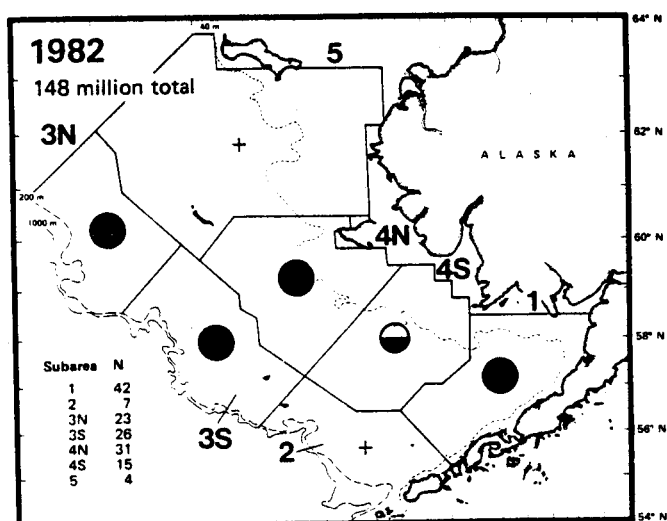 1982
148 million total
40 m
5
64° N
62° N
60° N
58° N
56° N
54° N
ALASKA
3N
200 m
1000 m
4N
4S
1
3S
2
Subarea N
1 42
2 7
3N 23
3S 26
4N 31
4S 15
5 4